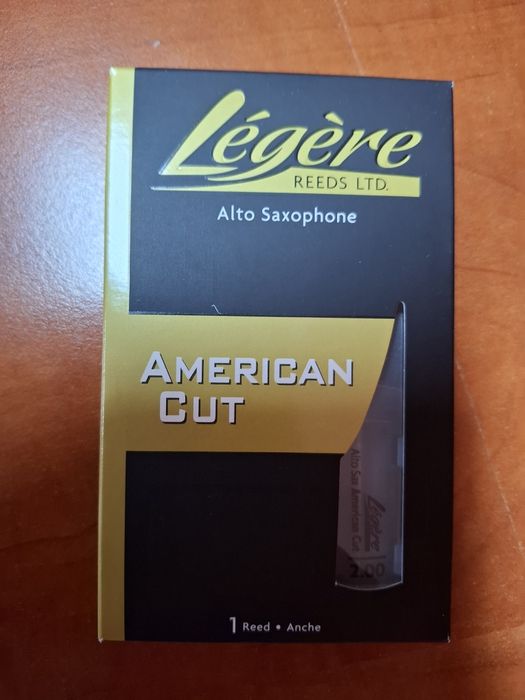 Légère
REEDS LTD.
Alto Saxophone
AMERICAN
CUT
Légère
Alto Sax American Cut
2.00
1 Reed • Anche